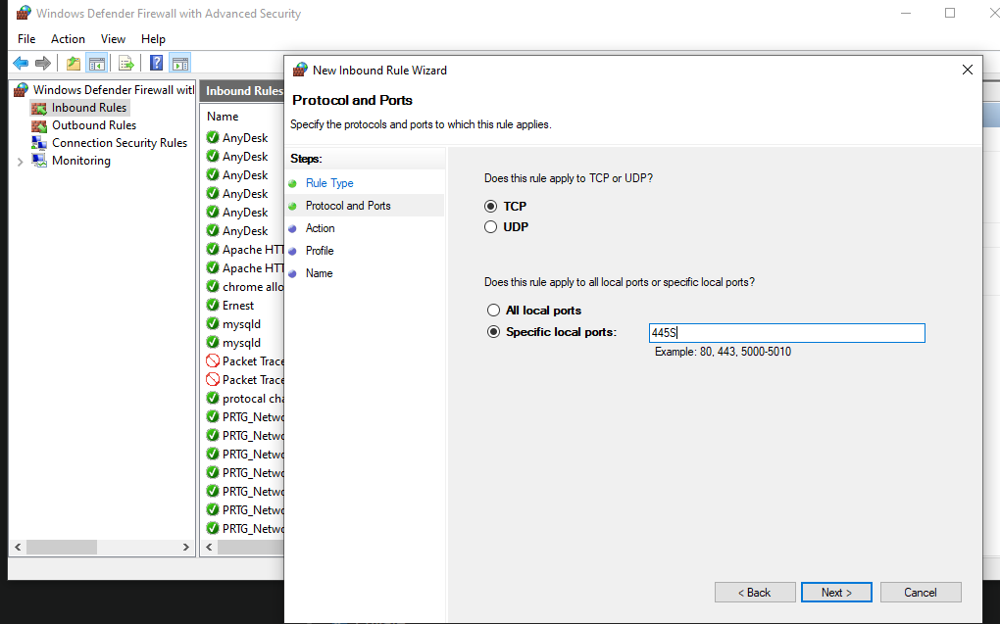 Windows Defender Firewall with Advanced Security
File Action View Help
Windows Defender Firewall wit
Inbound Rules
Outbound Rules
Connection Security Rules
Monitoring
Inbound Rules
Name
AnyDesk
AnyDesk
AnyDesk
AnyDesk
AnyDesk
AnyDesk
Apache HTT
Apache HTT
chrome allo
Ernest
mysqld
mysqld
Packet Trace
Packet Trace
protocal cha
PRTG_Netwo
PRTG_Netwo
PRTG_Netwo
PRTG_Netwo
PRTG_Netwo
PRTG_Netwo
PRTG_Netwo
New Inbound Rule Wizard
Protocol and Ports
Specify the protocols and ports to which this rule applies.
Steps:
Rule Type
Protocol and Ports
Action
Profile
Name
Does this rule apply to TCP or UDP?
TCP
UDP
Does this rule apply to all local ports or specific local ports?
All local ports
Specific local ports: 445S
Example: 80, 443, 5000-5010
< Back Next > Cancel